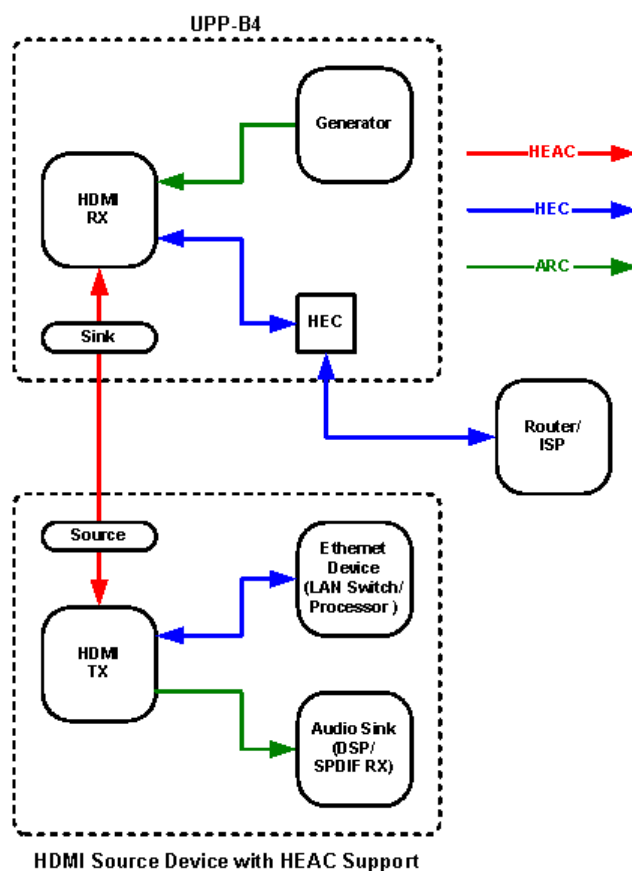 UPP-B4
Generator
HDMI
RX
HEAC
HEC
ARC
Sink
HEC
Router/
ISP
Source
Ethernet
Device
(LAN Switch/
Processor )
HDMI
TX
Audio Sink
(DSP/
SPDIF RX)
HDMI Source Device with HEAC Support